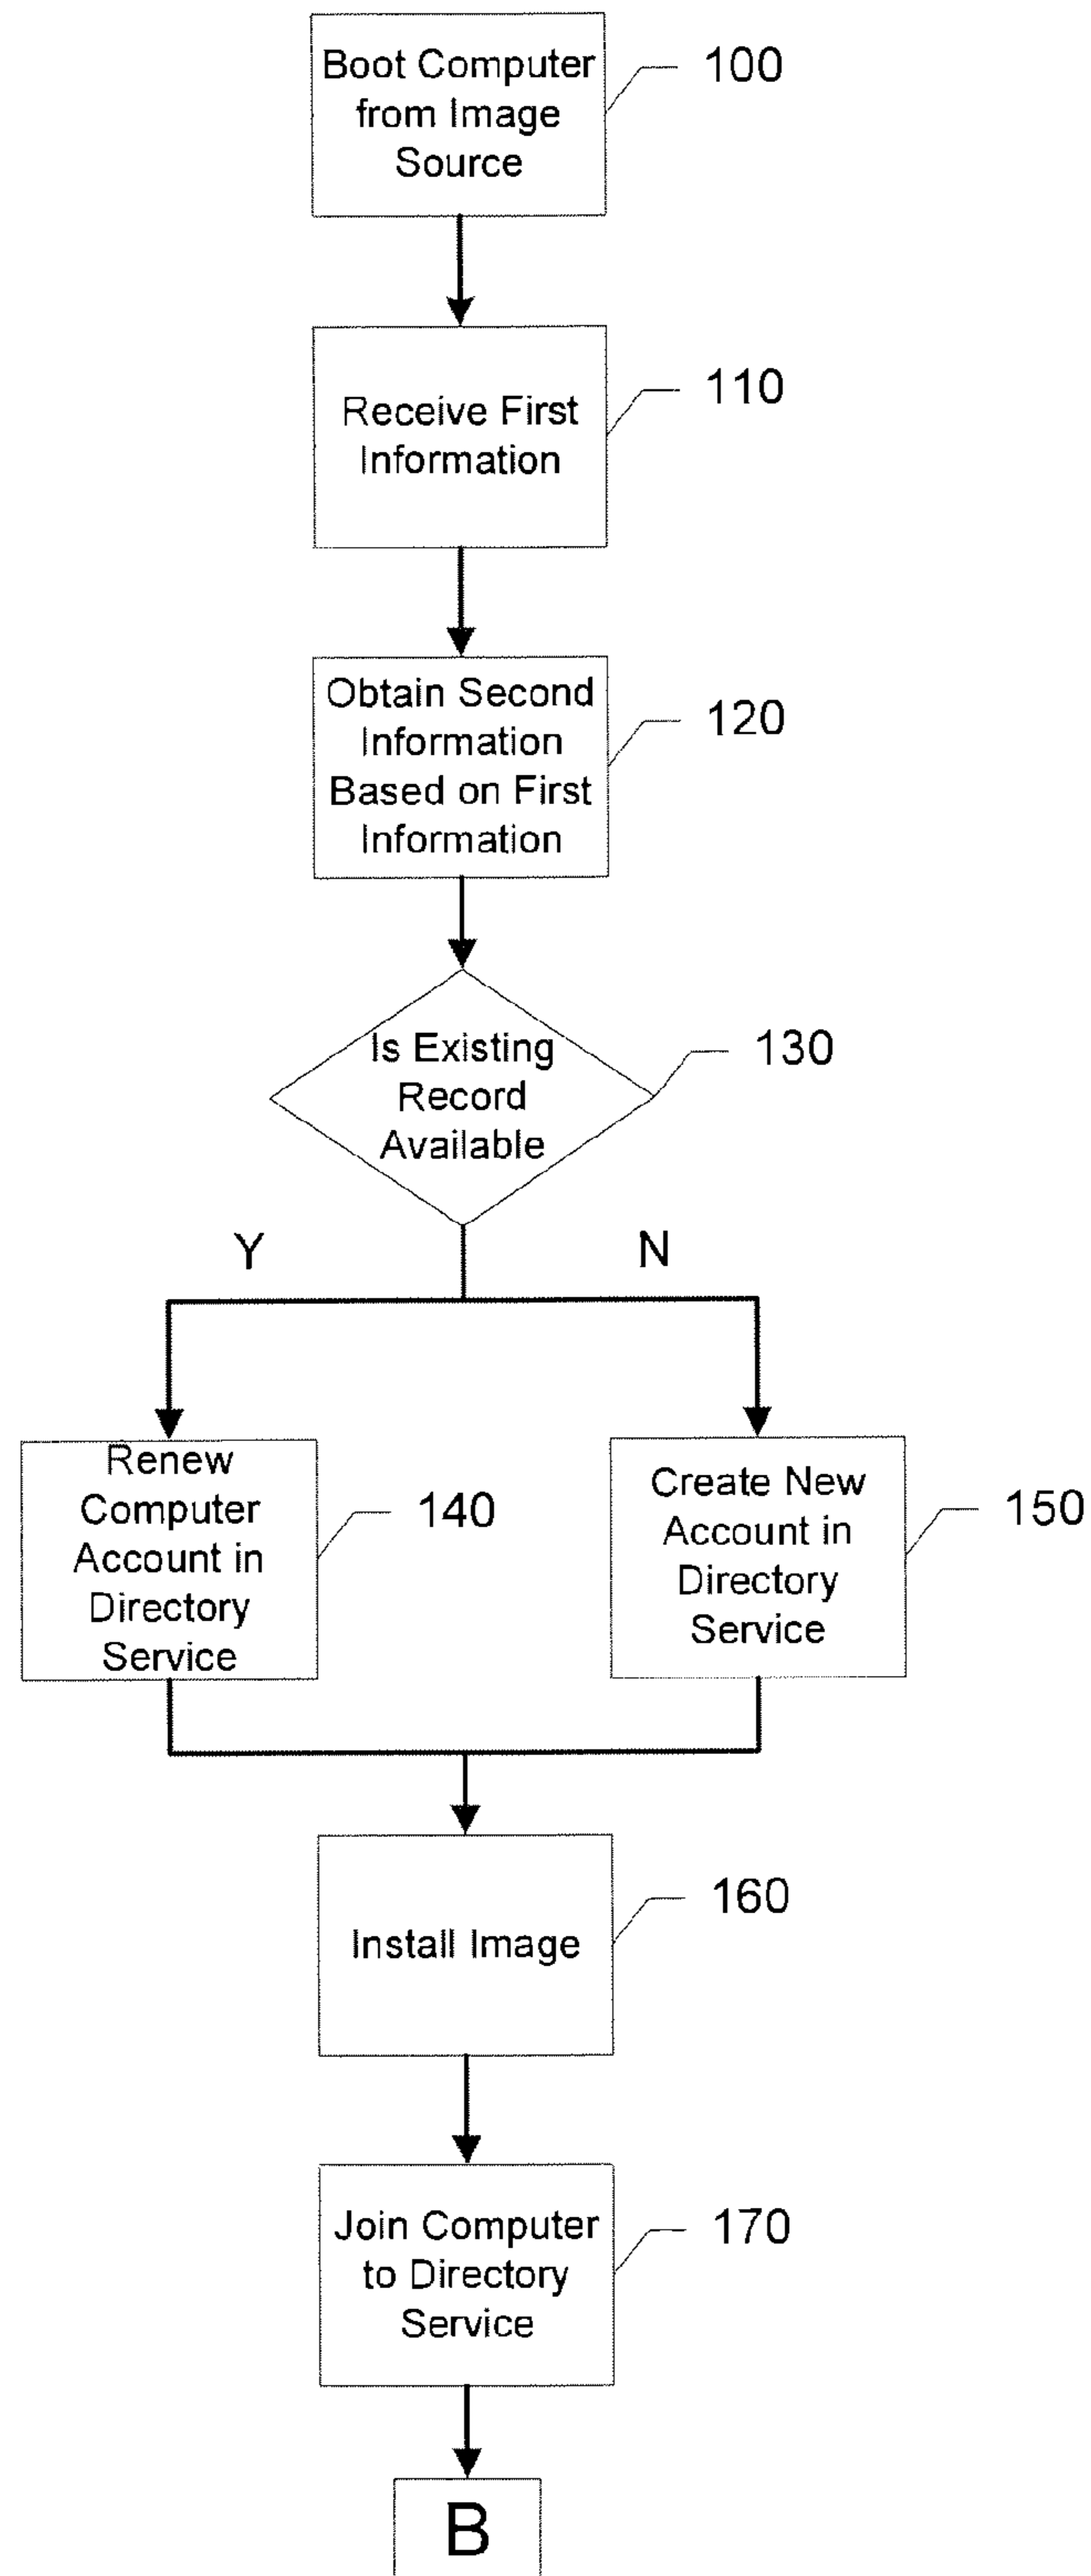 Boot Computer
from Image
Source
100
Receive First
Information
110
Obtain Second
Information
Based on First
Information
120
Is Existing
Record
Available
130
Y
N
Renew
Computer
Account in
Directory
Service
140
Create New
Account in
Directory
Service
150
Install Image
160
Join Computer
to Directory
Service
170
B